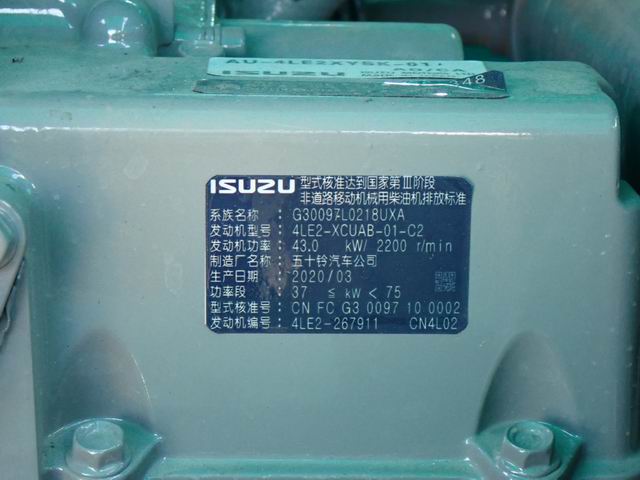 AU-4LE2XYSK-01
ISUZU
448
ISUZU 型式核准达到国家第III阶段
非道路移动机械用柴油机排放标准
系族名称 : G30097L0218UXA
发动机型号 : 4LE2-XCUAB-01-C2
发动机功率 : 43.0 kW/ 2200 r/min
制造厂名称 : 五十铃汽车公司
生产日期 : 2020/03
功率段 : 37 ≤ kW < 75
型式核准号 : CN FC G3 0097 10 0002
发动机编号 : 4LE2-267911 CN4L02